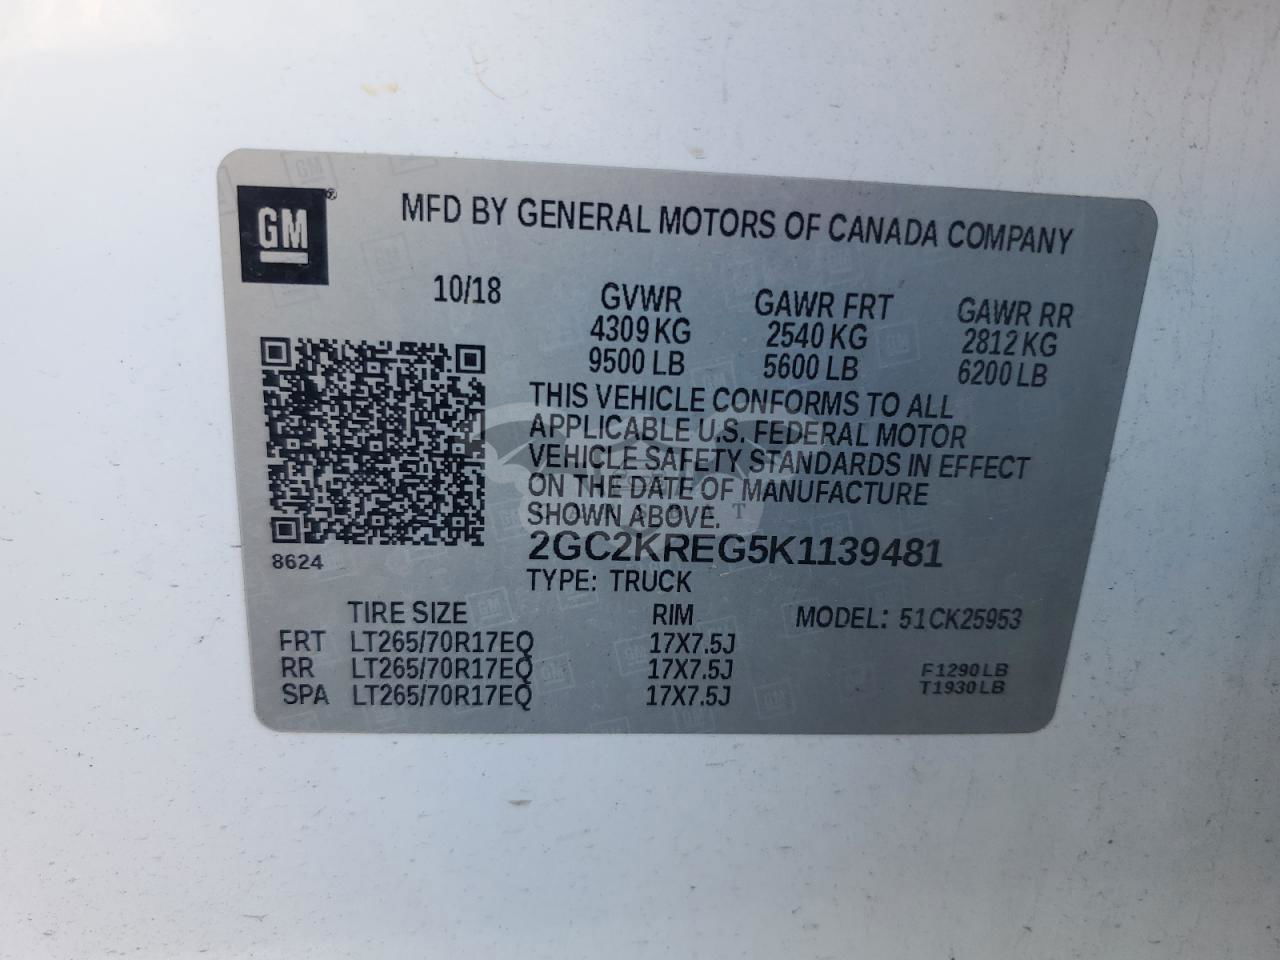 GM
MFD BY GENERAL MOTORS OF CANADA COMPANY
10/18
GVWR GAWR FRT GAWR RR
4309 KG 2540 KG 2812 KG
9500 LB 5600 LB 6200 LB
THIS VEHICLE CONFORMS TO ALL
APPLICABLE U.S. FEDERAL MOTOR
VEHICLE SAFETY STANDARDS IN EFFECT
ON THE DATE OF MANUFACTURE
SHOWN ABOVE.
8624
2GC2KREG5K1139481
TYPE: TRUCK
TIRE SIZE RIM MODEL: 51CK25953
FRT LT265/70R17EQ 17X7.5J
RR LT265/70R17EQ 17X7.5J F1290LB
SPA LT265/70R17EQ 17X7.5J T1930LB